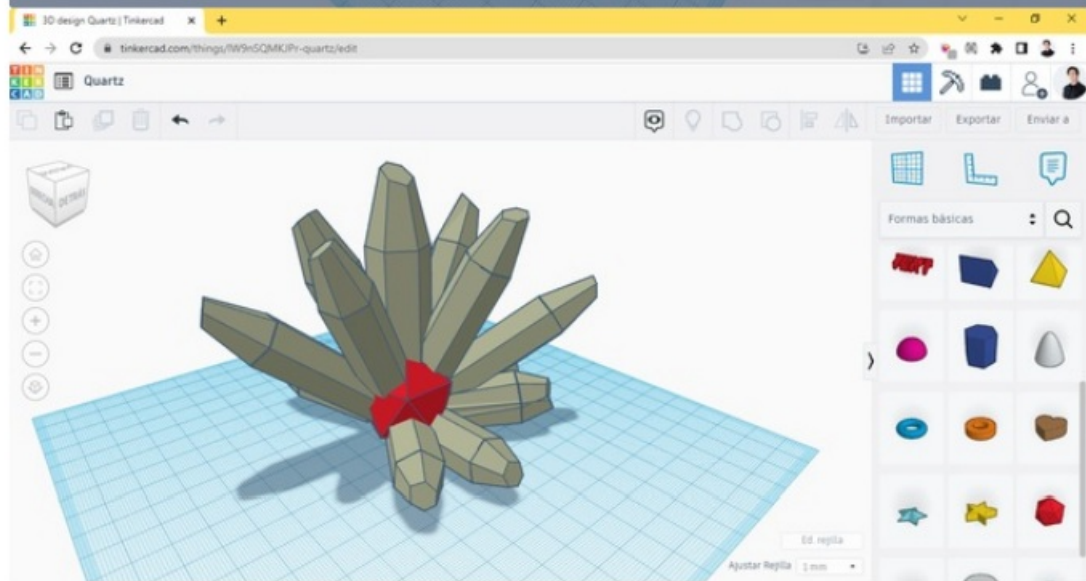 3D design Quartz | Tinkercad
tinkercad.com/things/lW9nSQMKJPr-quartz/edit
TIN
KER
CAD
Quartz
Importar
Exportar
Enviar a
DETRÁS
Formas básicas
TEXT
Ed. rejilla
Ajustar Rejilla
1 mm